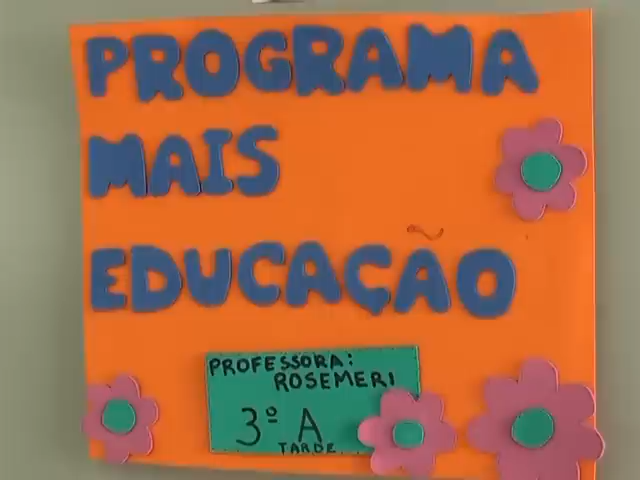 PROGRAMA
MAIS
EDUCAÇÃO
PROFESSORA:
ROSEMERI
3º A
TARDE